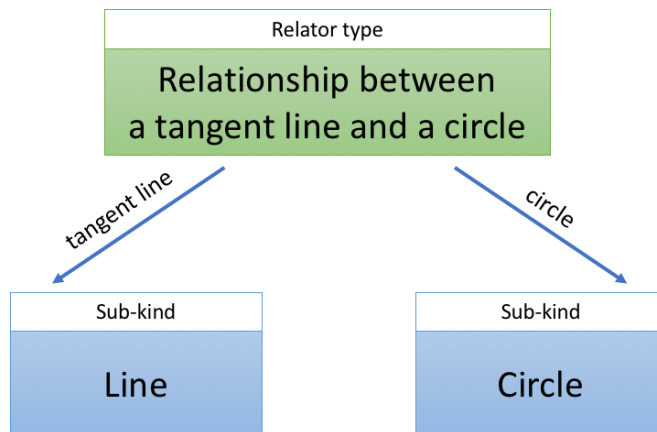 Relator type
Relationship between
a tangent line and a circle
tangent line
circle
Sub-kind
Line
Sub-kind
Circle